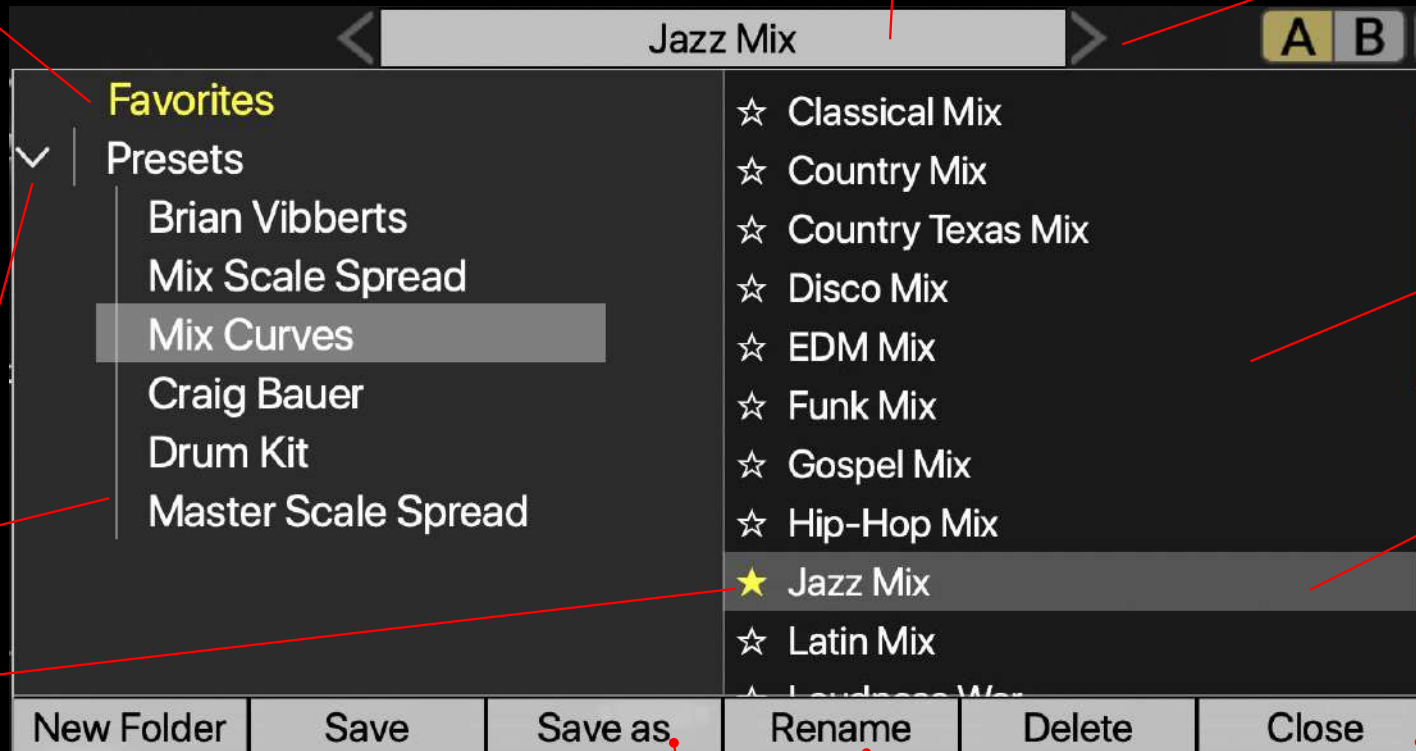 Jazz Mix
A B
Favorites
Presets
Brian Vibberts
Mix Scale Spread
Mix Curves
Craig Bauer
Drum Kit
Master Scale Spread
Classical Mix
Country Mix
Country Texas Mix
Disco Mix
EDM Mix
Funk Mix
Gospel Mix
Hip-Hop Mix
Jazz Mix
Latin Mix
Loudness War
New Folder Save Save as Rename Delete Close